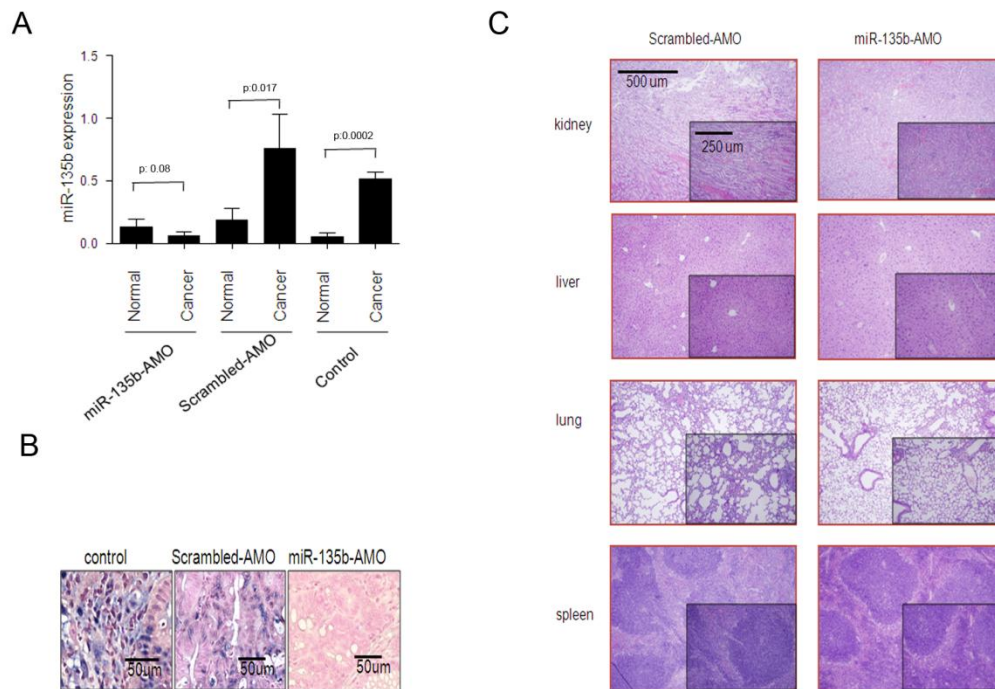 A
1.5
1.0
0.5
0.0
miR-135b expression
p: 0.08
p:0.017
p:0.0002
Normal
Cancer
Normal
Cancer
Normal
Cancer
miR-135b-AMO
Scrambled-AMO
Control
B
control
Scrambled-AMO
miR-135b-AMO
50um
50um
50um
C
Scrambled-AMO
miR-135b-AMO
kidney
500 um
250 um
liver
lung
spleen